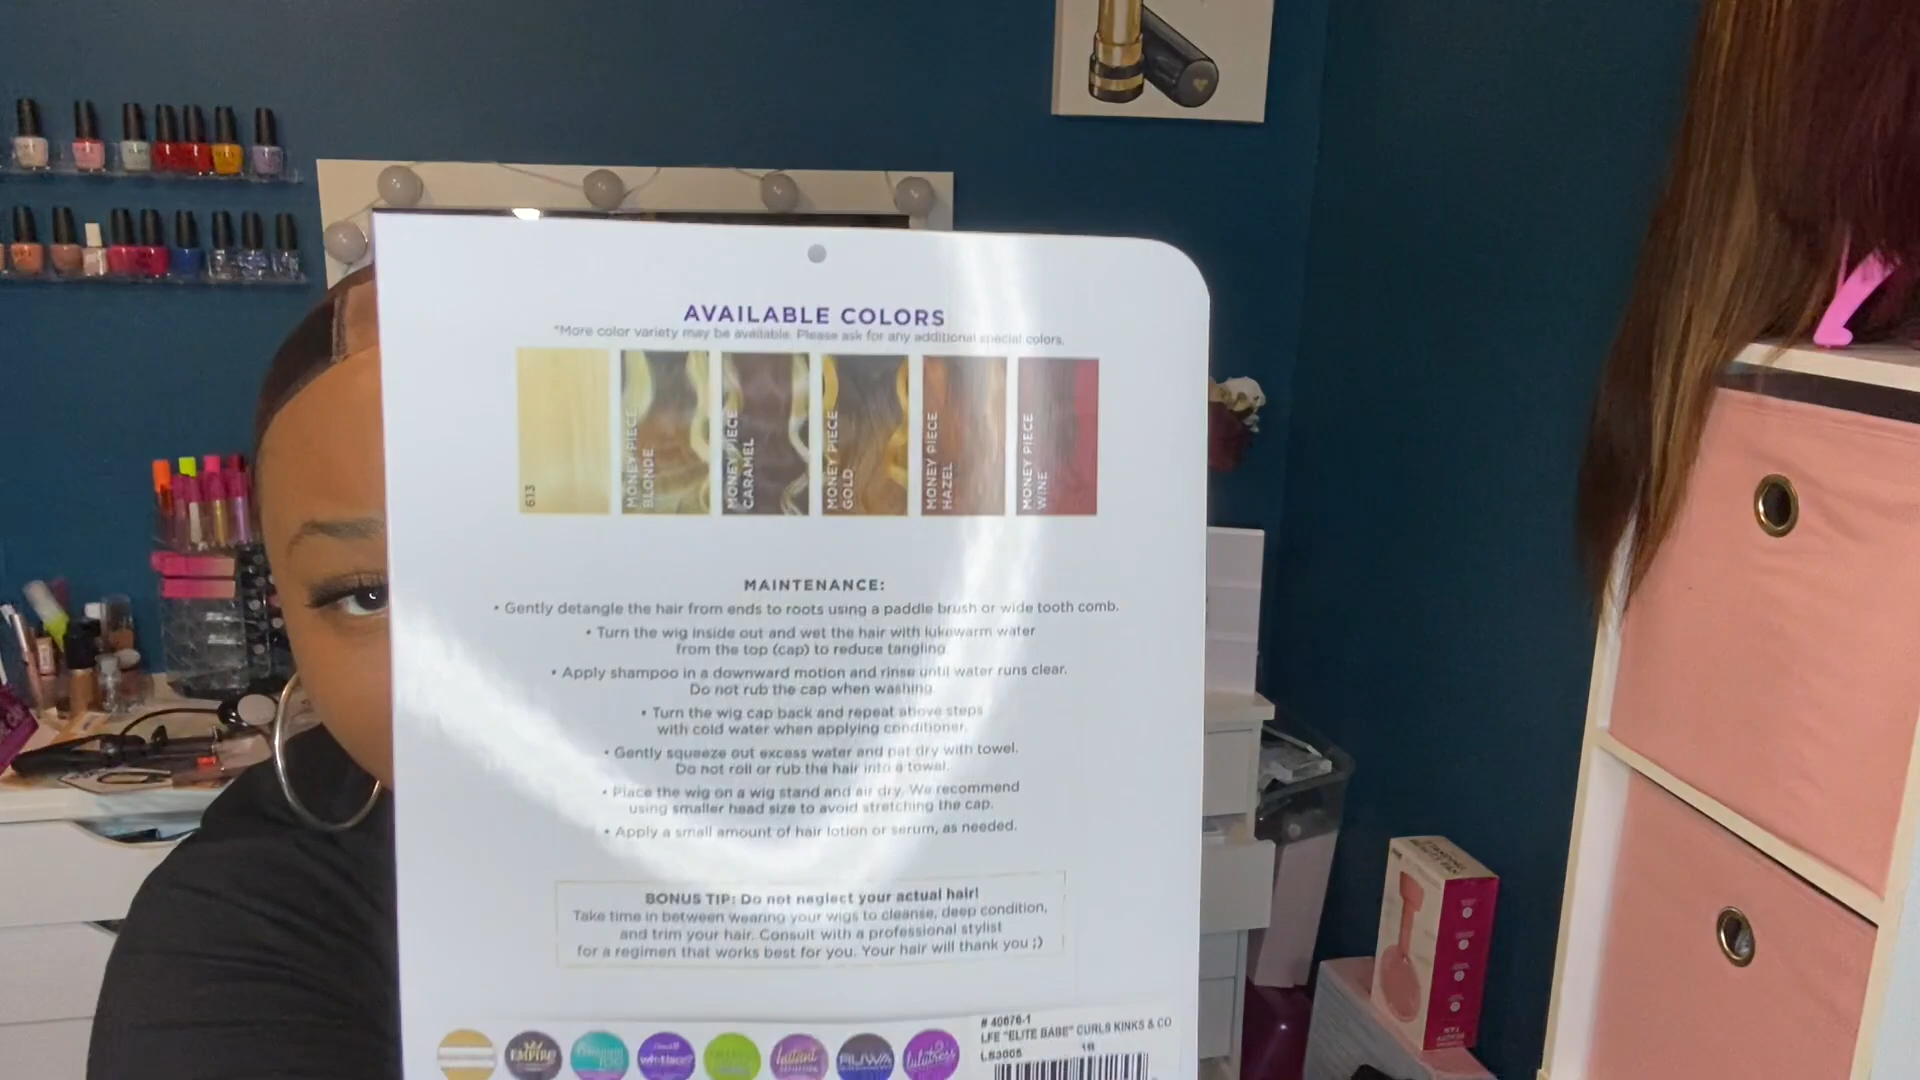 AVAILABLE COLORS
*More color variety may be available. Please ask for any additional special colors.
613
MONEY PIECE
BLONDE
MONEY PIECE
CARAMEL
MONEY PIECE
GOLD
MONEY PIECE
HAZEL
MONEY PIECE
WINE
MAINTENANCE:
• Gently detangle the hair from ends to roots using a paddle brush or wide tooth comb.
• Turn the wig inside out and wet the hair with lukewarm water
from the top (cap) to reduce tangling.
• Apply shampoo in a downward motion and rinse until water runs clear.
Do not rub the cap when washing.
• Turn the wig cap back and repeat above steps
with cold water when applying conditioner.
• Gently squeeze out excess water and pat dry with towel.
Do not roll or rub the hair into a towel.
• Place the wig on a wig stand and air dry. We recommend
using smaller head size to avoid stretching the cap.
• Apply a small amount of hair lotion or serum, as needed.
BONUS TIP: Do not neglect your actual hair!
Take time in between wearing your wigs to cleanse, deep condition,
and trim your hair. Consult with a professional stylist
for a regimen that works best for you. Your hair will thank you ;)
EMPIRE
Instant
RUWA
lulutress
# 40676-1
LFE "ELITE BABE" CURLS KINKS & CO
1B